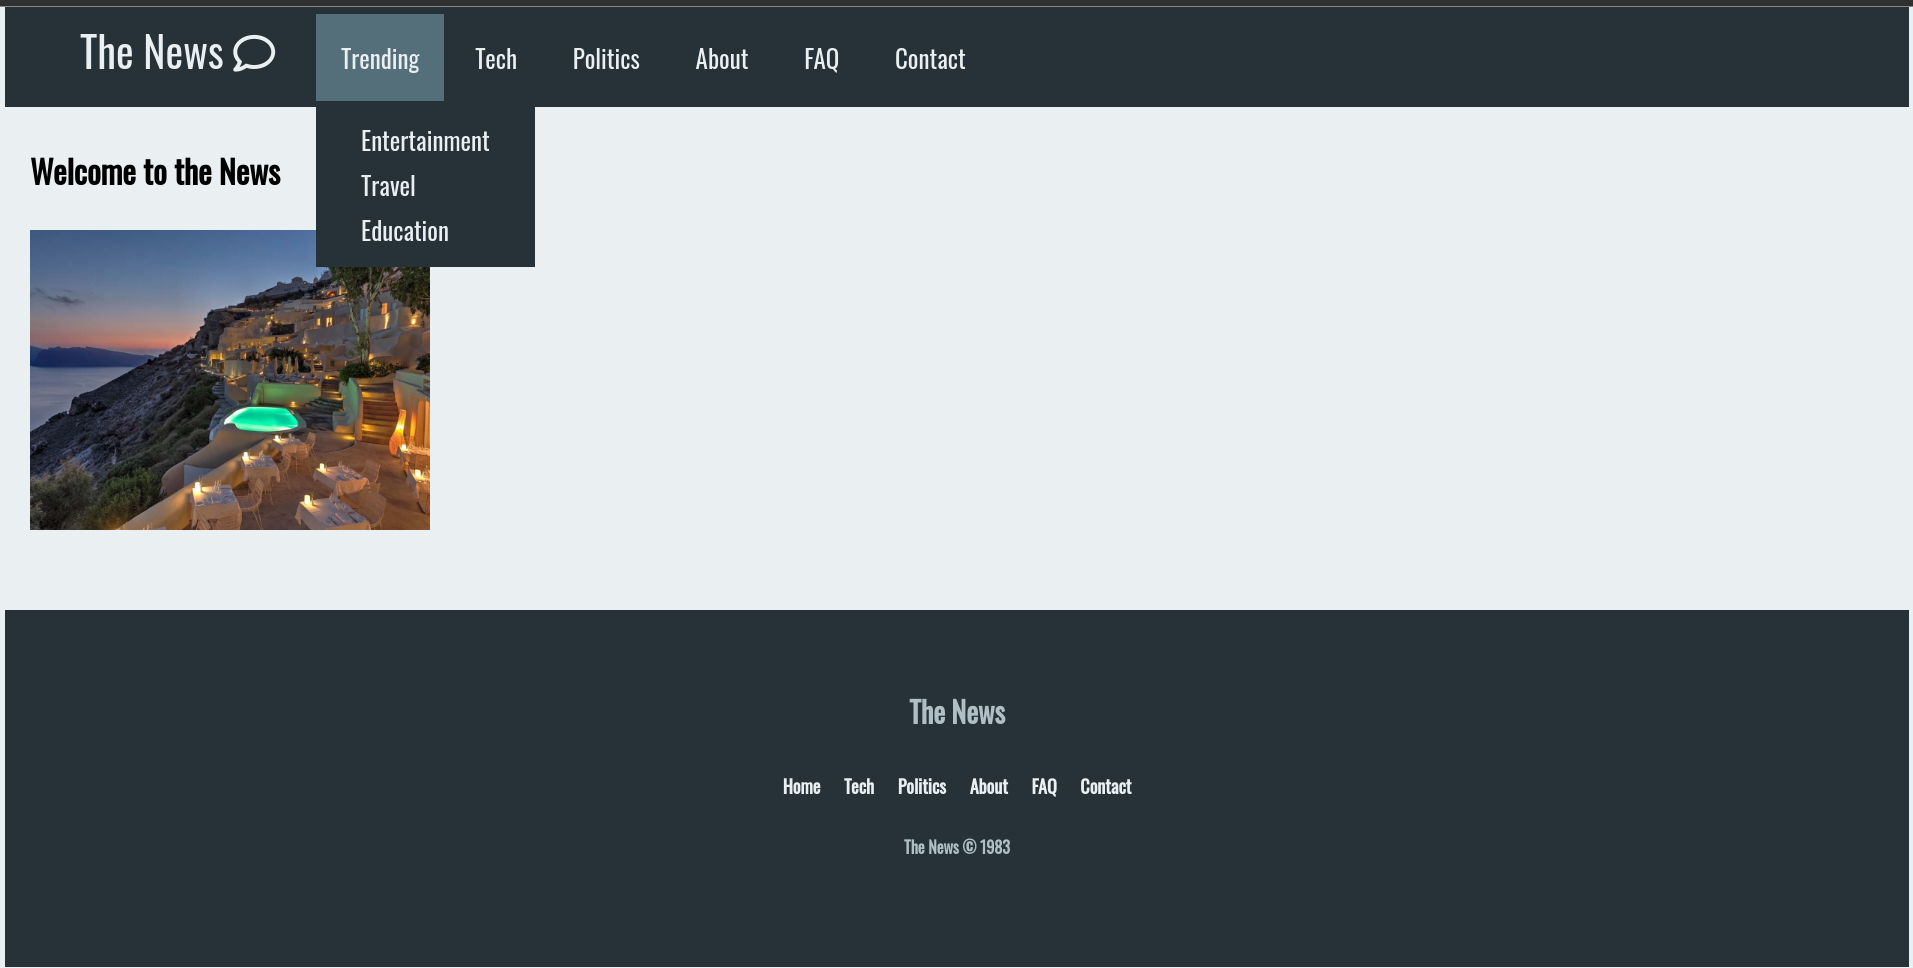 The News
Trending Tech Politics About FAQ Contact
Entertainment
Travel
Education
Welcome to the News
The News
Home Tech Politics About FAQ Contact
The News © 1983